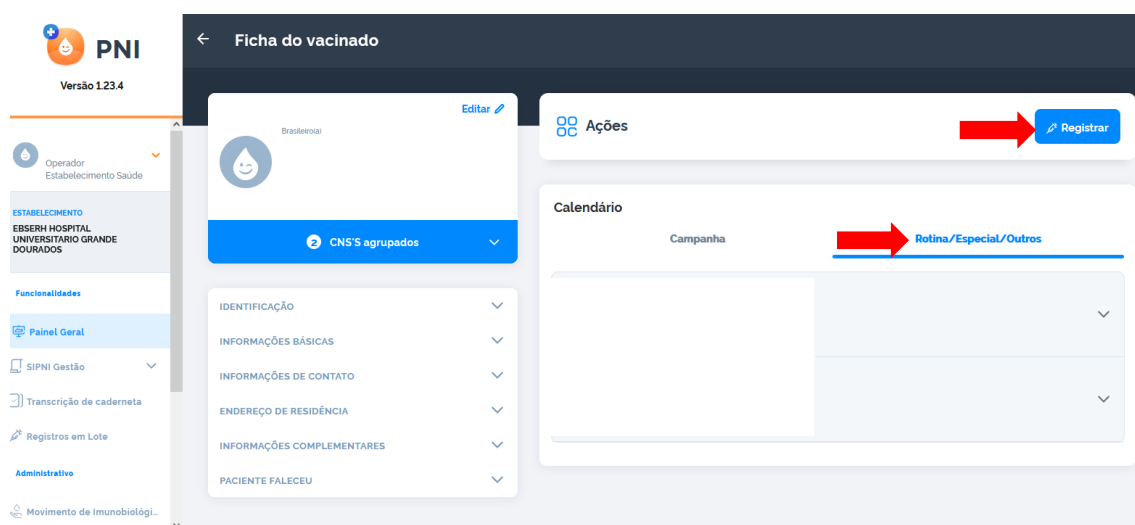 PNI
Versão 1.23.4
Operador
Estabelecimento Saúde
ESTABELECIMENTO
EBSERH HOSPITAL
UNIVERSITARIO GRANDE
DOURADOS
Funcionalidades
Painel Geral
SIPNI Gestão
Transcrição de caderneta
Registros em Lote
Administrativo
Movimento de Imunobiológi...
Ficha do vacinado
Editar
Brasileiro(a)
2 CNS'S agrupados
IDENTIFICAÇÃO
INFORMAÇÕES BÁSICAS
INFORMAÇÕES DE CONTATO
ENDEREÇO DE RESIDÊNCIA
INFORMAÇÕES COMPLEMENTARES
PACIENTE FALECEU
Ações
Registrar
Calendário
Campanha
Rotina/Especial/Outros